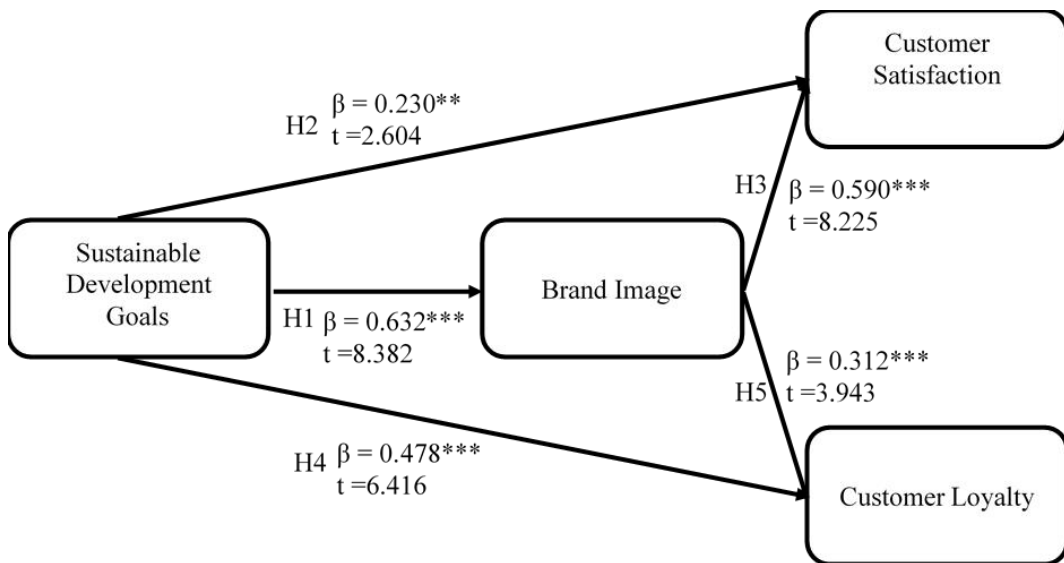 Customer
Satisfaction
H2 β = 0.230**
t =2.604
H3
β = 0.590***
t =8.225
Sustainable
Development
Goals
Brand Image
H1 β = 0.632***
t =8.382
β = 0.312***
H5 t =3.943
H4 β = 0.478***
t =6.416
Customer Loyalty